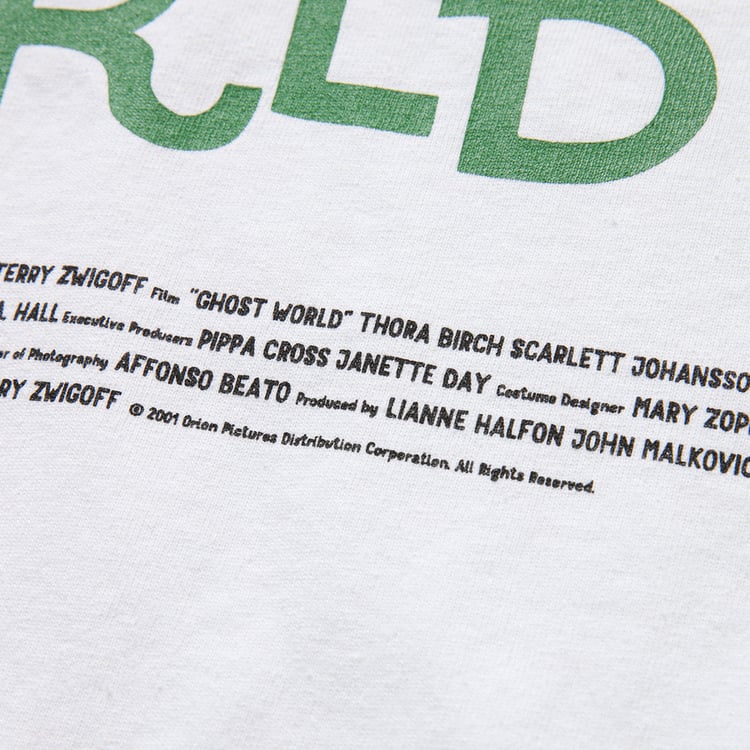 RLD
TERRY ZWIGOFF Film "GHOST WORLD" THORA BIRCH SCARLETT JOHANSSO
L HALL Executive Producers PIPPA CROSS JANETTE DAY Costume Designer MARY ZOP
or of Photography AFFONSO BEATO Produced by LIANNE HALFON JOHN MALKOVIC
RY ZWIGOFF © 2001 Orion Pictures Distribution Corporation. All Rights Reserved.